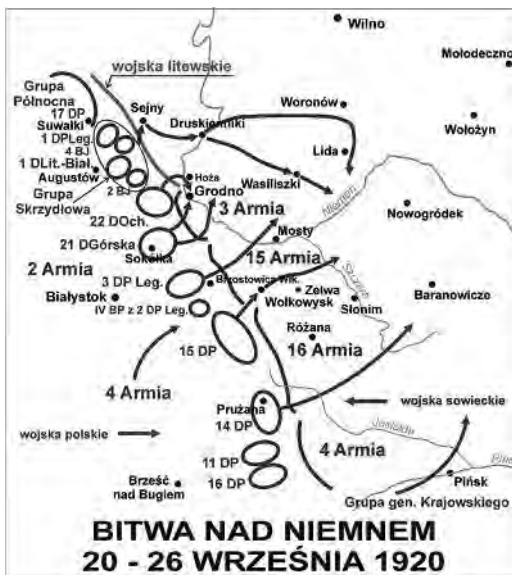 Wilno
Mołodeczno
wojska litewskie
Grupa
Północna
17 DP
Suwałki
1 DPLeg.
4 BJ
1 DLit.-Biał.
Augustów
Grupa
Skrzydłowa
2 BJ
Sejny
Druskienniki
Woronów
Wołożyn
Lida
Wasiliszki
Hoża
Grodno
3 Armia
Niemen
Nowogródek
22 DOch.
21 DGórska
Sokółka
Mosty
15 Armia
2 Armia
3 DP Leg.
Brzostowica Wlk.
Szczara
Białystok
IV BP z 2 DP Leg.
Zelwa
Wołkowysk
Słonim
Baranowicze
15 DP
Różana
16 Armia
4 Armia
Prużana
14 DP
wojska sowieckie
wojska polskie
4 Armia
Jasiołda
11 DP
16 DP
Pińsk
Brześć
nad Bugiem
Grupa gen. Krajowskiego
BITWA NAD NIEMNEM
20 - 26 WRZEŚNIA 1920